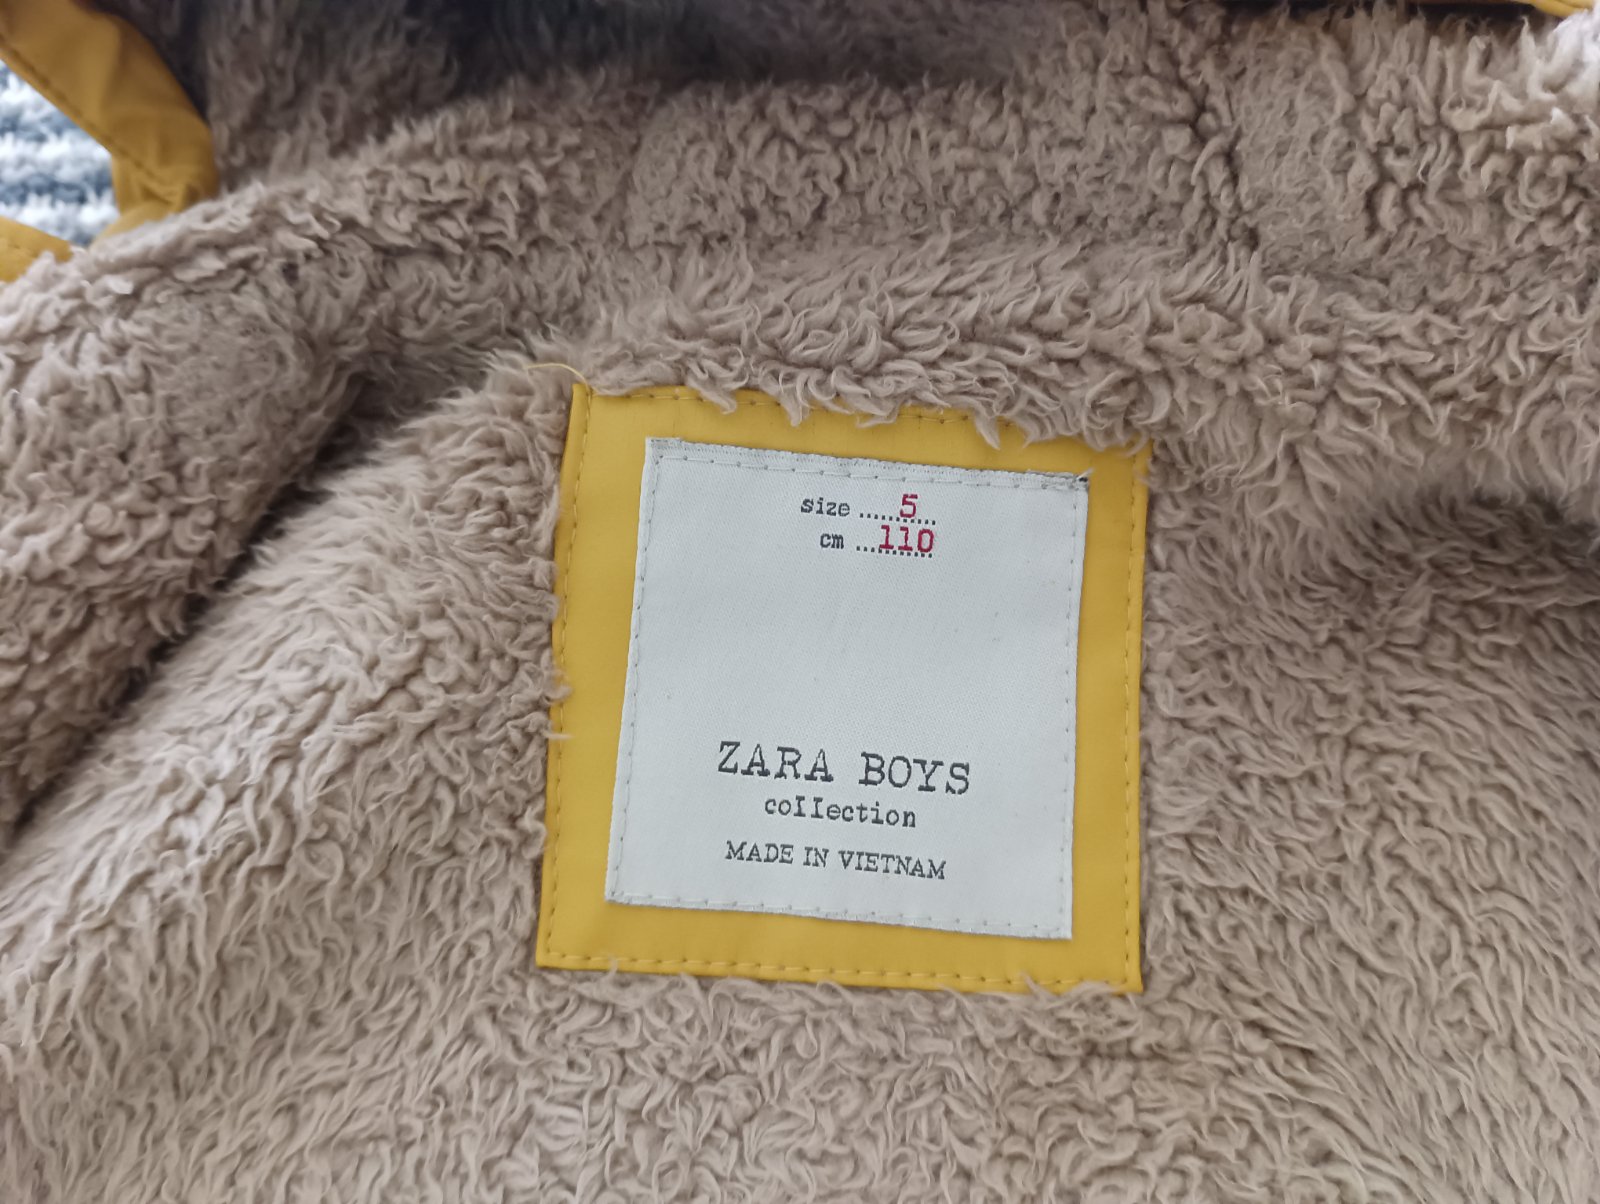 size ..... 5
cm ... 110
ZARA BOYS
collection
MADE IN VIETNAM